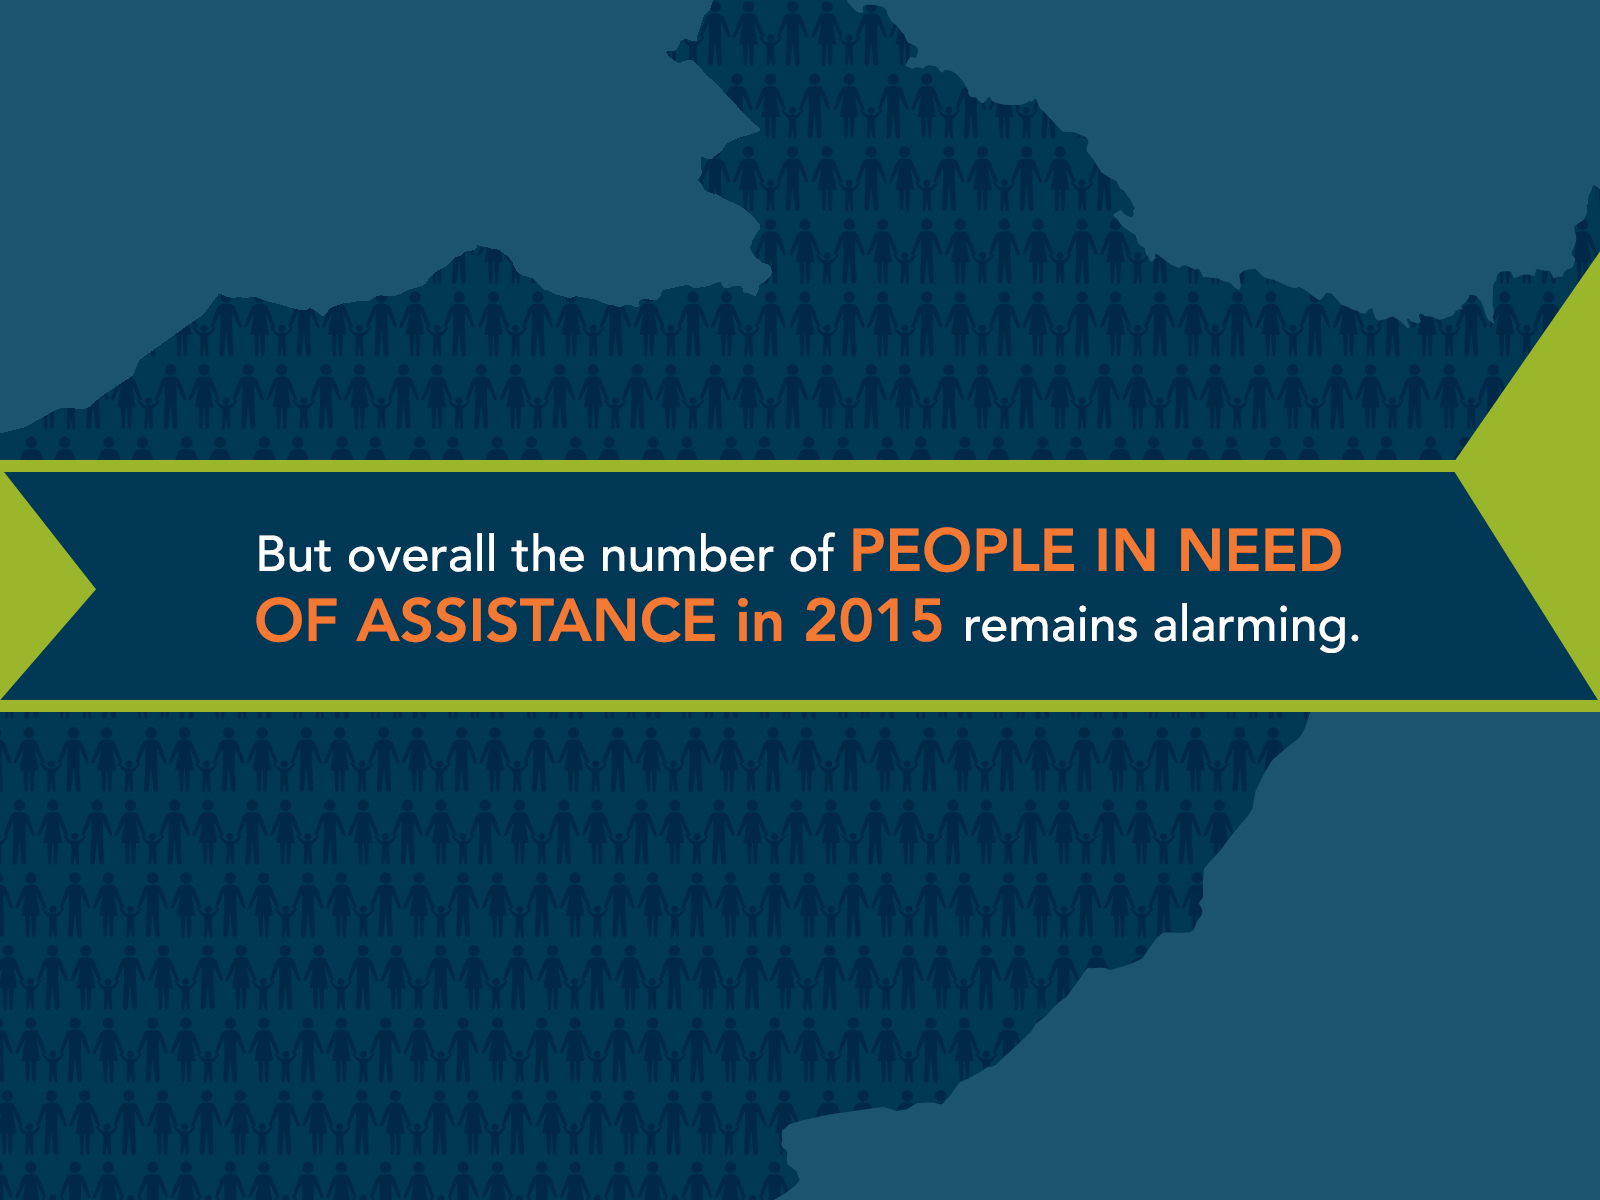 But overall the number of PEOPLE IN NEED
OF ASSISTANCE in 2015 remains alarming.